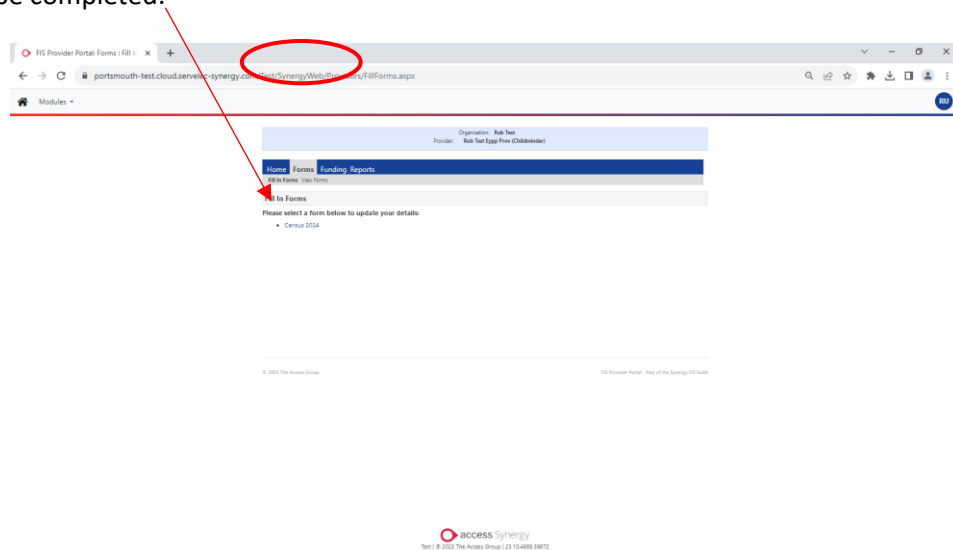 be completed.
FIS Provider Portal: Forms : Fill In
portsmouth-test.cloud.servelec-synergy.com/Test/SynergyWeb/Providers/FillForms.aspx
Modules
RU
Organisation: Rob Test
Provider: Rob Test Eypp Prov (Childminder)
Home Forms Funding Reports
Fill In Forms View Forms
Fill In Forms
Please select a form below to update your details:
Census 2024
© 2023 The Access Group
FIS Provider Portal - Part of the Synergy FIS Suite
access Synergy
Test | © 2023 The Access Group | 23.10.4889.39872